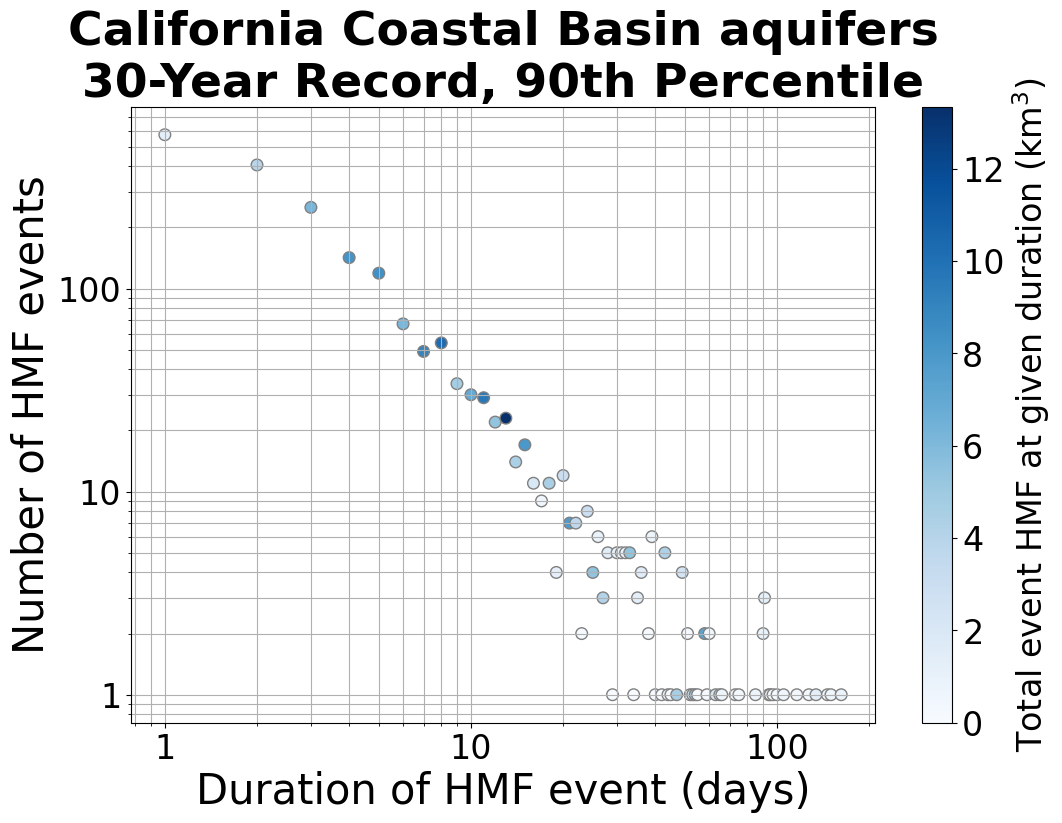 California Coastal Basin aquifers
30-Year Record, 90th Percentile
Number of HMF events
100
10
1
1
10
100
Duration of HMF event (days)
12
10
8
6
4
2
0
Total event HMF at given duration (km³)